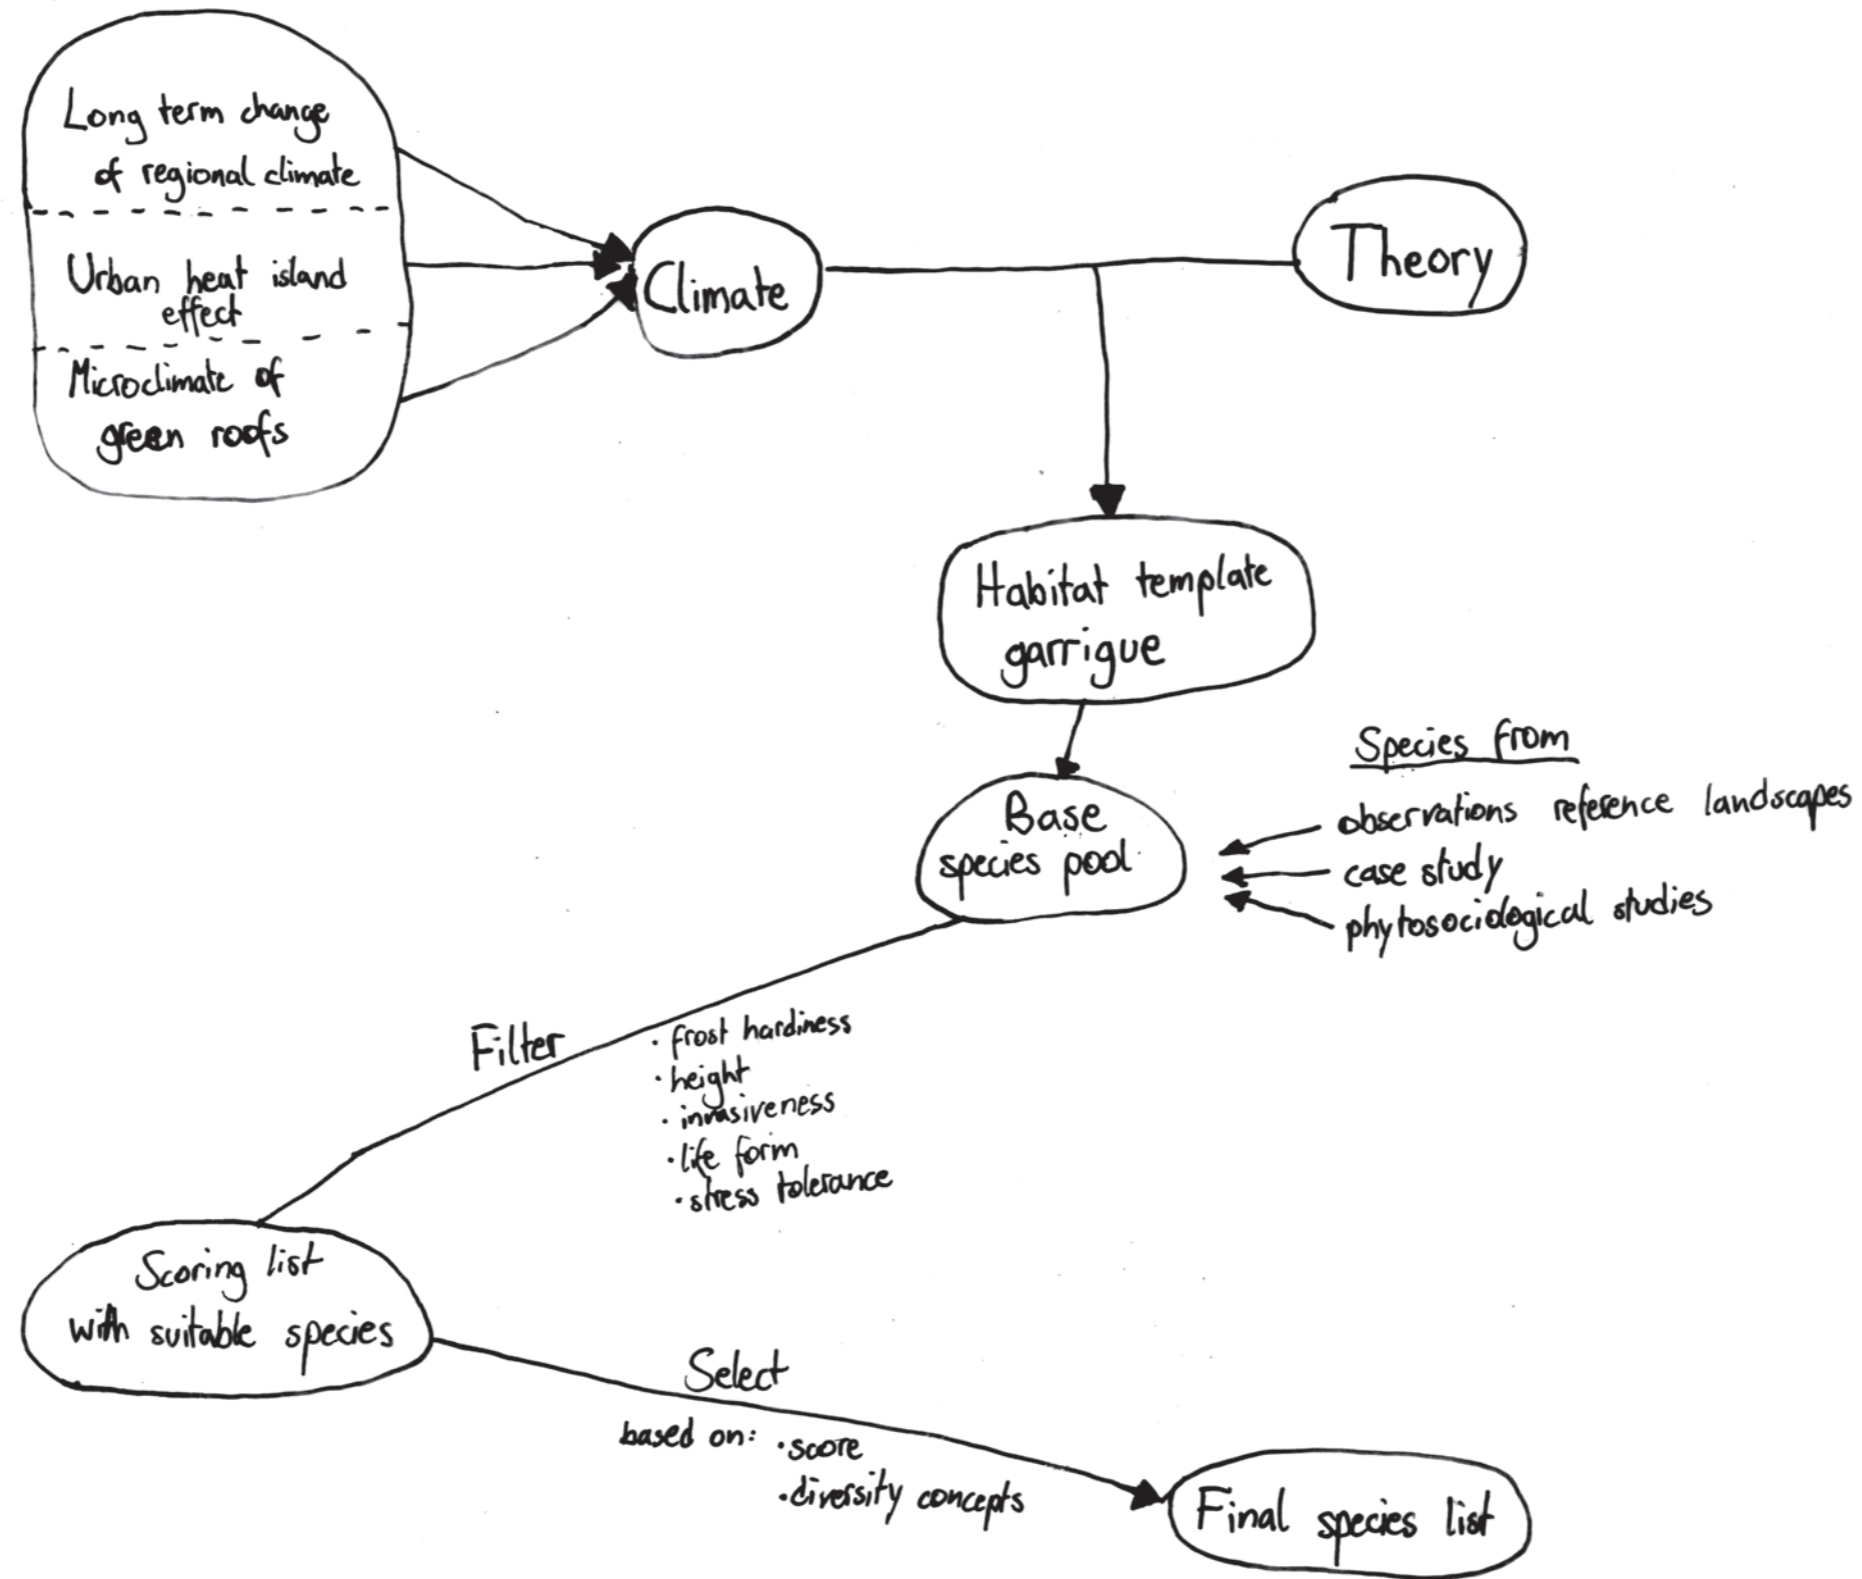 Long term change
of regional climate
Urban heat island
effect
Microclimate of
green roofs
Climate
Theory
Habitat template
garrigue
Base
species pool
Species from
observations reference landscapes
case study
phytosociological studies
Filter
· frost hardiness
· height
· invasiveness
· life form
· stress tolerance
Scoring list
with suitable species
Select
based on: · score
· diversity concepts
Final species list